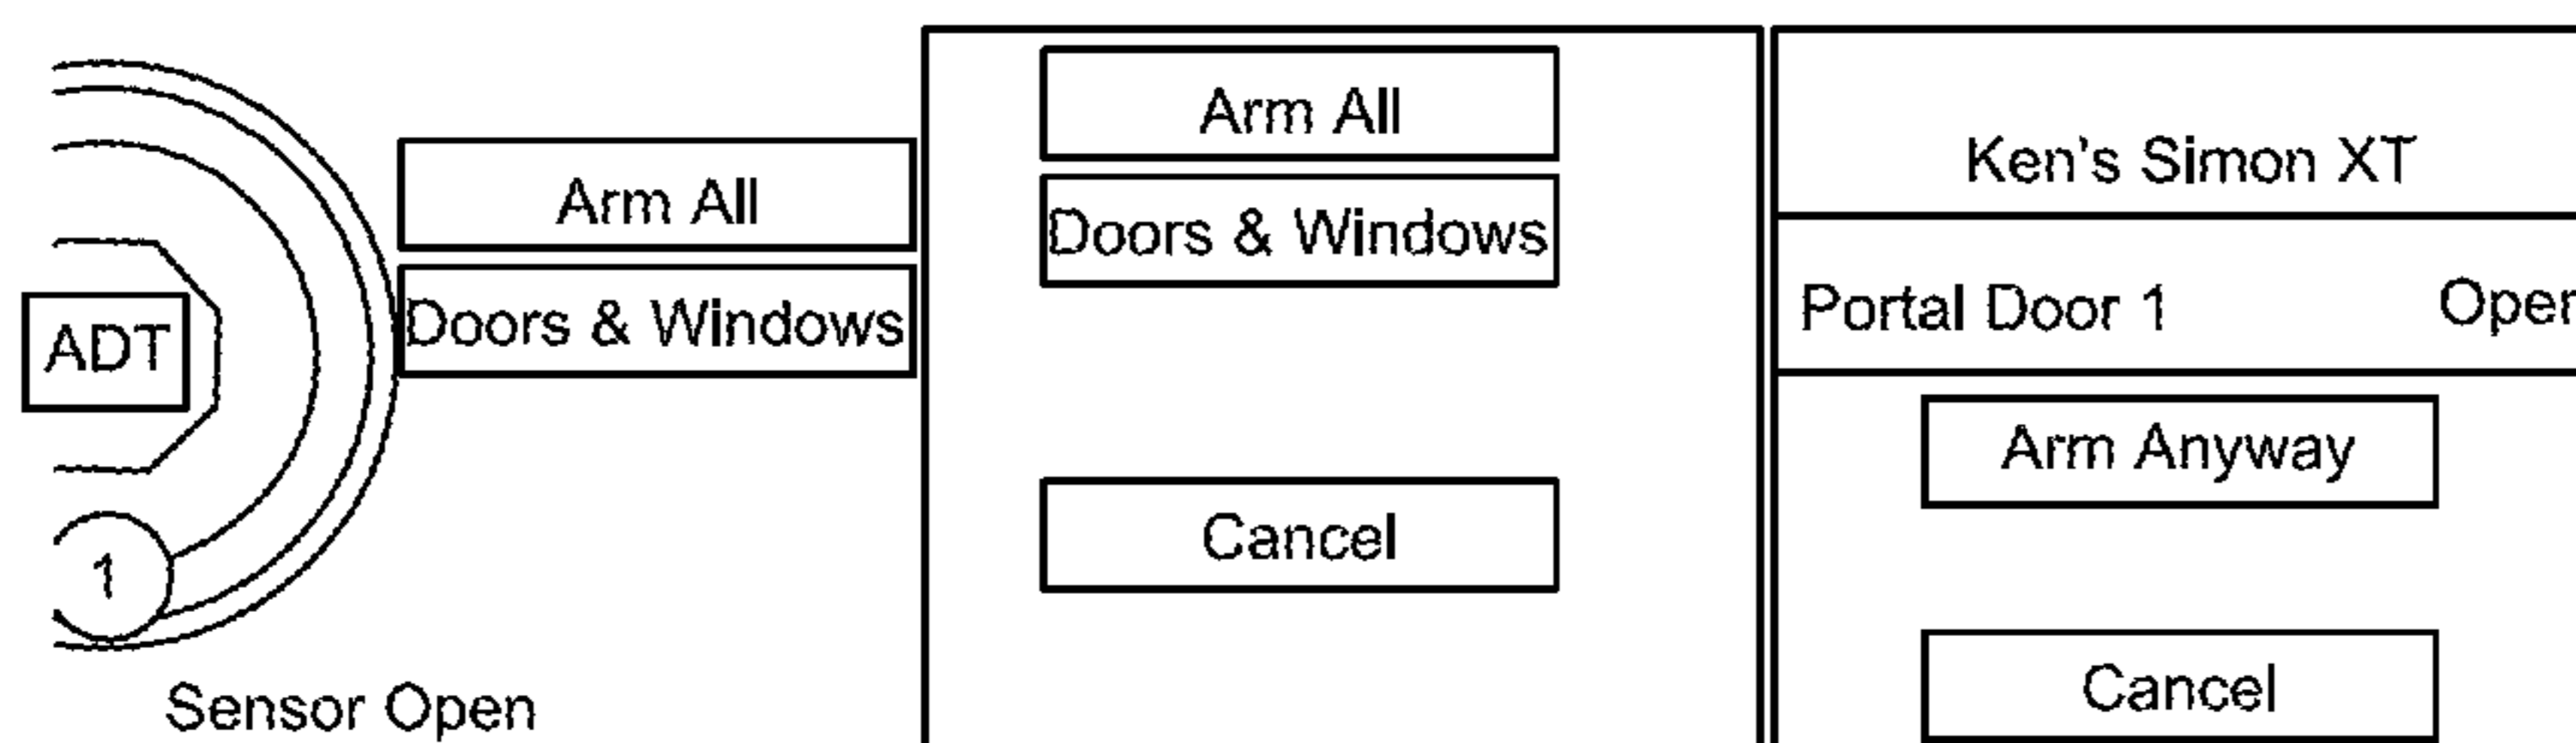 Arm All
Doors & Windows
ADT
1
Sensor Open
Arm All
Doors & Windows
Cancel
Ken's Simon XT
Portal Door 1
Arm Anyway
Cancel